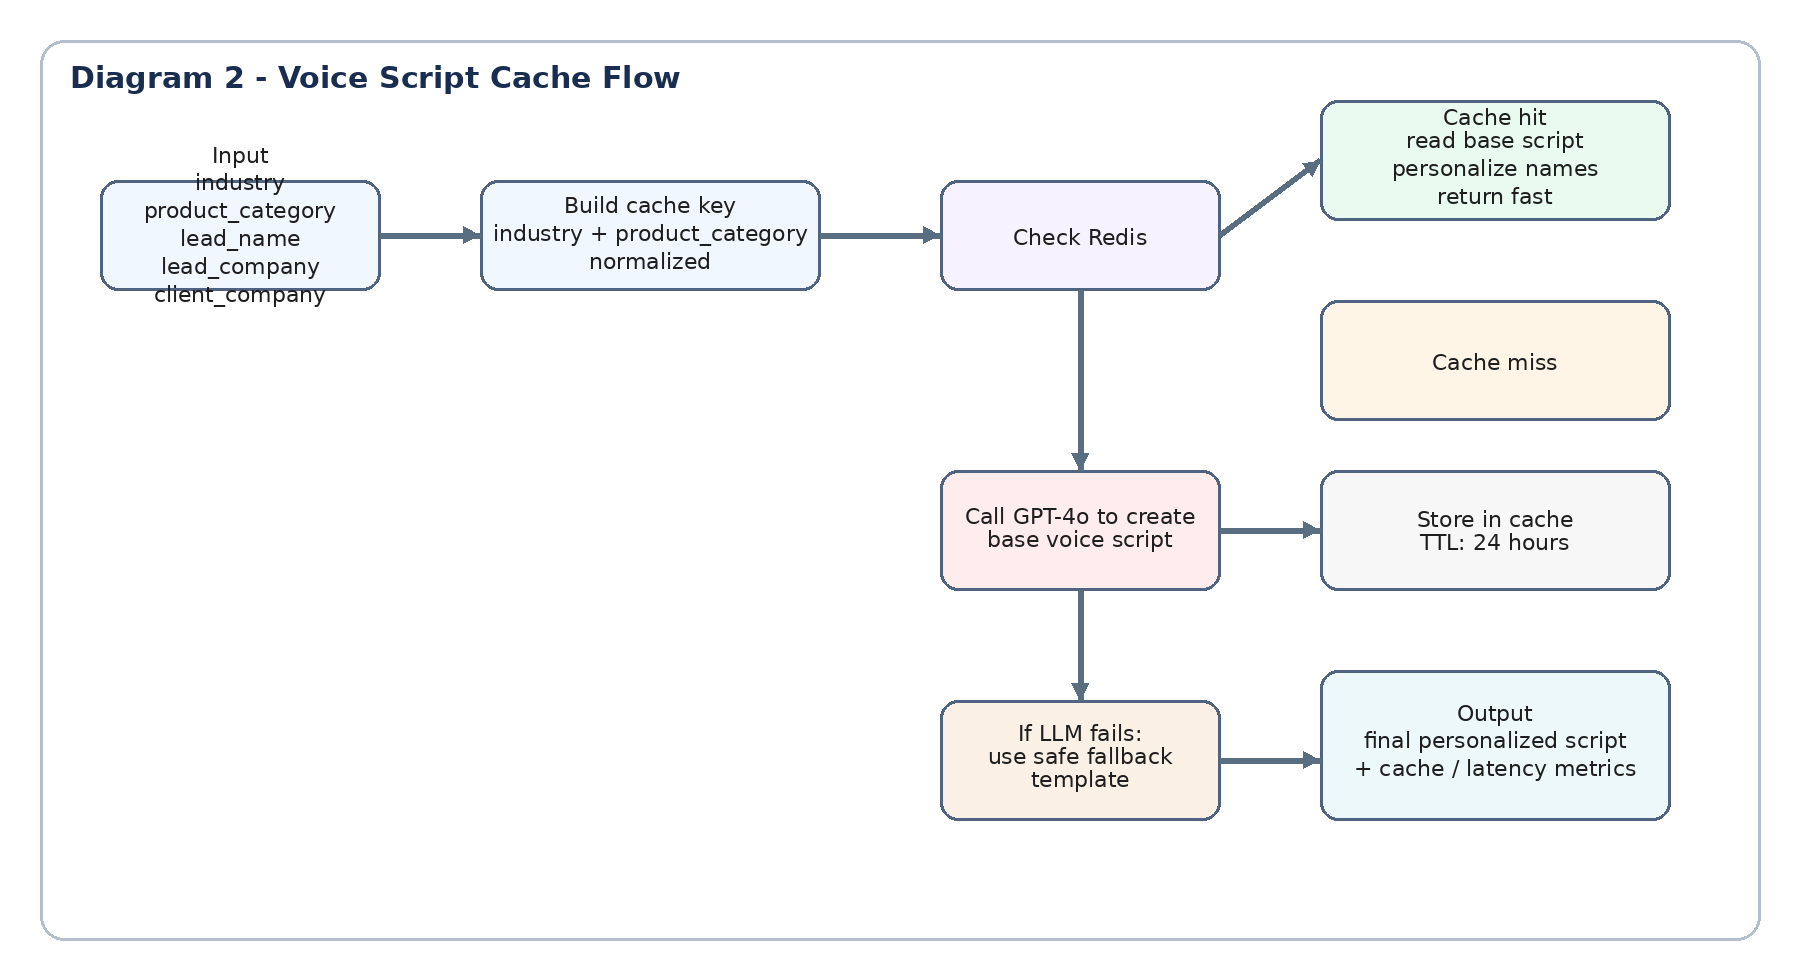 Diagram 2 - Voice Script Cache Flow
Input
industry
product_category
lead_name
lead_company
client_company
Build cache key
industry + product_category
normalized
Check Redis
Cache hit
read base script
personalize names
return fast
Cache miss
Call GPT-4o to create
base voice script
Store in cache
TTL: 24 hours
If LLM fails:
use safe fallback
template
Output
final personalized script
+ cache / latency metrics